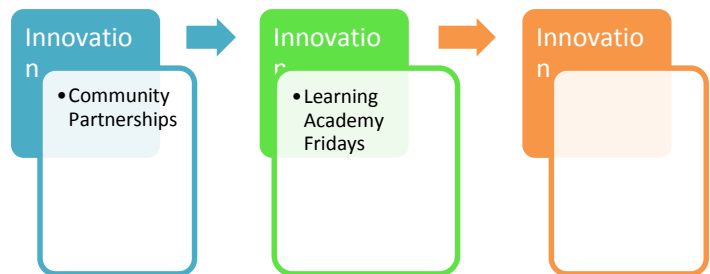 Innovatio
n
• Community
Partnerships
Innovatio
n
• Learning
Academy
Fridays
Innovatio
n